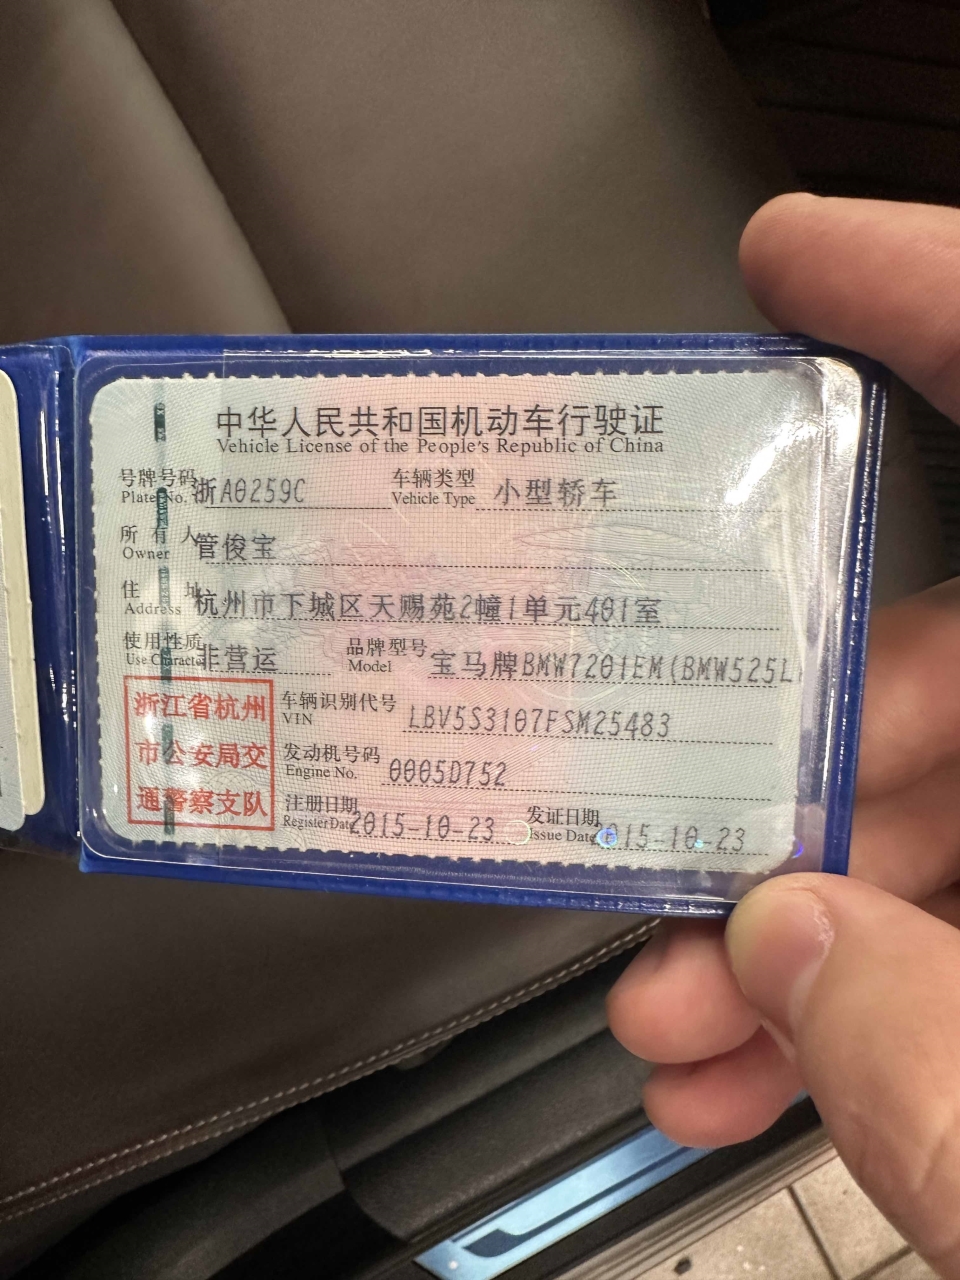 中华人民共和国机动车行驶证
Vehicle License of the People's Republic of China
号牌号码 浙A0259C 车辆类型 小型轿车
Plate No. Vehicle Type
所有人 管俊宝
Owner
住址 杭州市下城区天赐苑2幢1单元401室
Address
使用性质 非营运 品牌型号 宝马牌BMW7201EM(BMW525L
Use Character Model
浙江省杭州
市公安局交
通警察支队
车辆识别代号 LBV5S3107FSM25483
VIN
发动机号码 0005D752
Engine No.
注册日期 2015-10-23 发证日期 2015-10-23
Register Date Issue Date